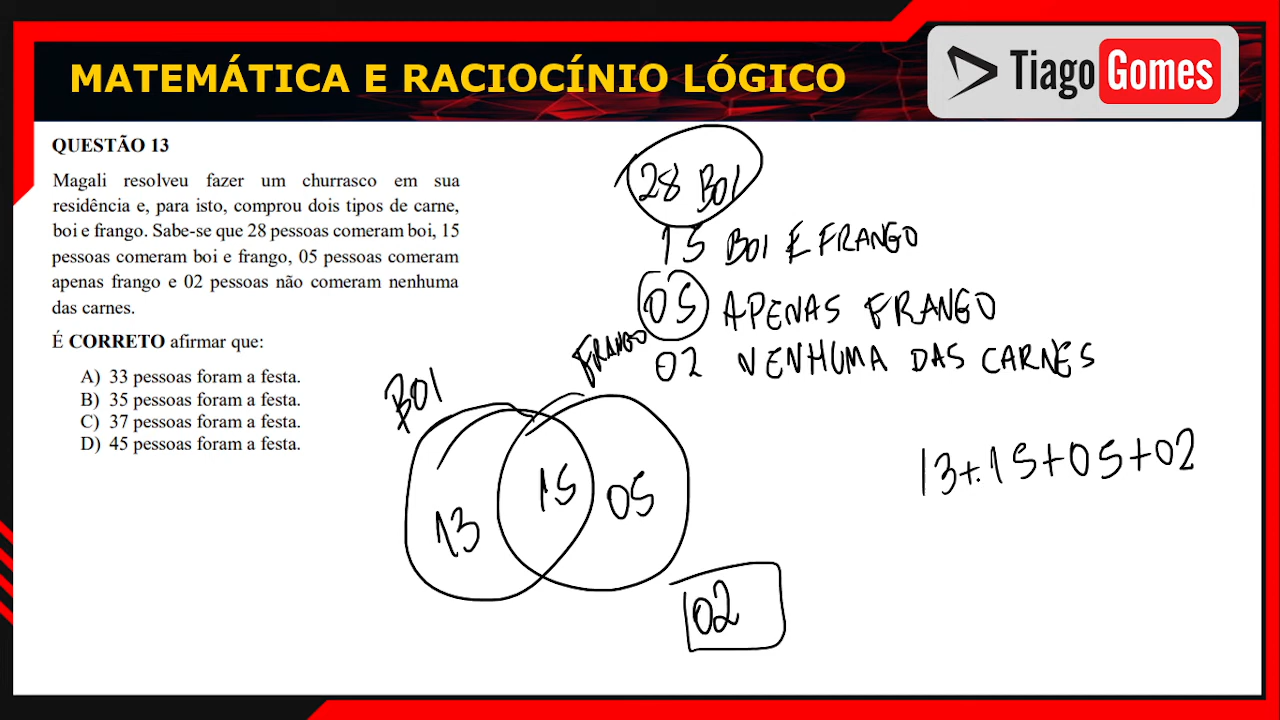 MATEMÁTICA E RACIOCÍNIO LÓGICO
Tiago Gomes
QUESTÃO 13
Magali resolveu fazer um churrasco em sua
residência e, para isto, comprou dois tipos de carne,
boi e frango. Sabe-se que 28 pessoas comeram boi, 15
pessoas comeram boi e frango, 05 pessoas comeram
apenas frango e 02 pessoas não comeram nenhuma
das carnes.
É CORRETO afirmar que:
A) 33 pessoas foram a festa.
B) 35 pessoas foram a festa.
C) 37 pessoas foram a festa.
D) 45 pessoas foram a festa.
28 BOI
15 BOI E FRANGO
05 APENAS FRANGO
02 NENHUMA DAS CARNES
BOI
FRANGO
13
15
05
02
13+15+05+02